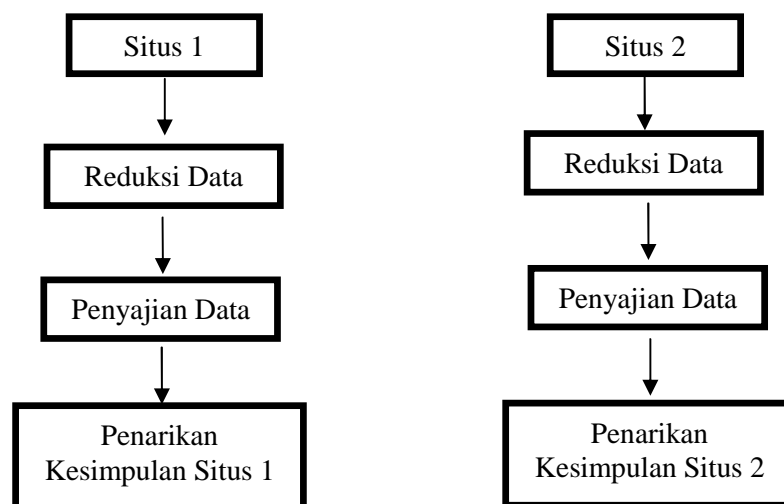 Situs 1
Reduksi Data
Penyajian Data
Penarikan
Kesimpulan Situs 1
Situs 2
Reduksi Data
Penyajian Data
Penarikan
Kesimpulan Situs 2